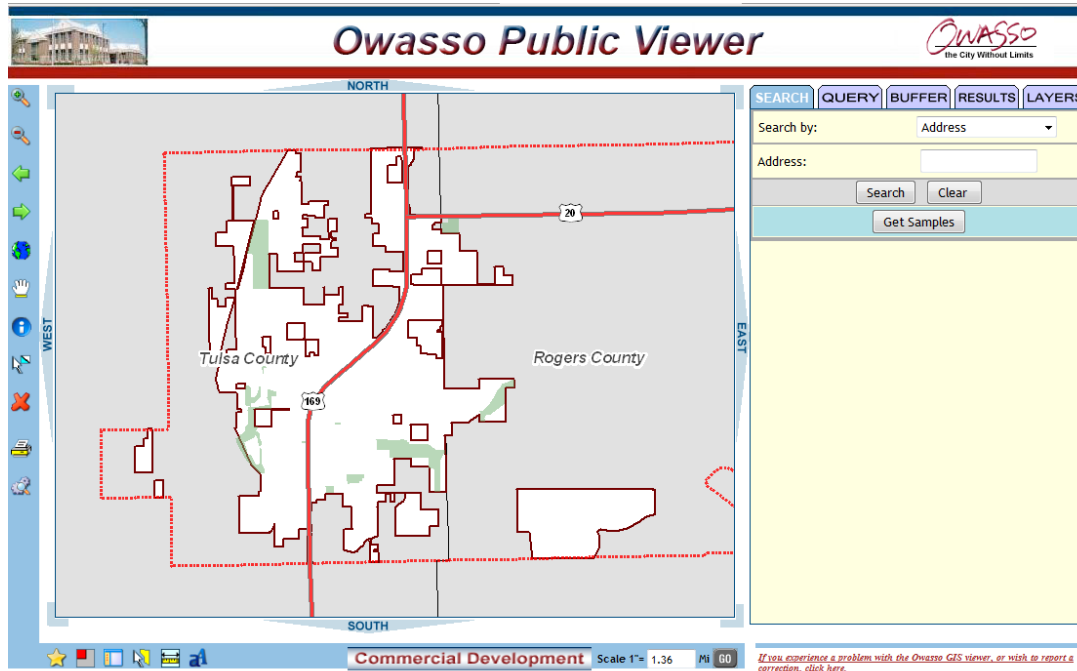 Owasso Public Viewer
OWASSO
the City Without Limits
NORTH
SEARCH QUERY BUFFER RESULTS LAYERS
Search by: Address
Address:
Search Clear
Get Samples
20
WEST
EAST
Tulsa County
Rogers County
169
SOUTH
Commercial Development Scale 1"= 1.36 Mi GO
If you experience a problem with the Owasso GIS viewer, or wish to report a
correction, click here.